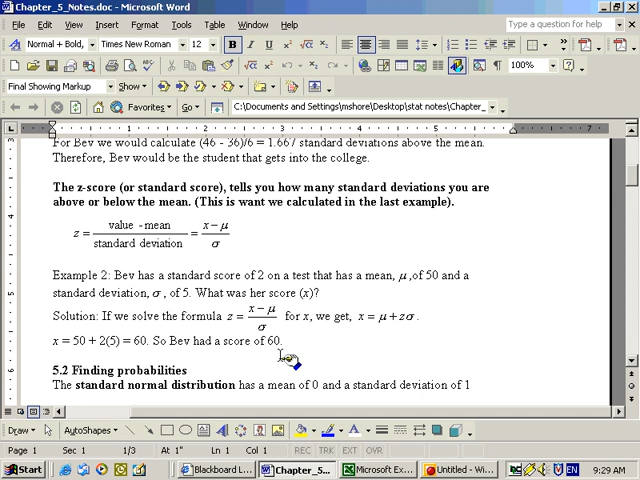 Chapter_5_Notes.doc - Microsoft Word
File Edit View Insert Format Tools Table Window Help Type a question for help
Normal + Bold, Times New Roman 12 B I U
100%
Final Showing Markup Show
Favorites Go C:\Documents and Settings\mshore\Desktop\stat notes\Chapter_
1 2 3 4 5 6 7
For Bev we would calculate (46 - 36)/6 = 1.667 standard deviations above the mean.
Therefore, Bev would be the student that gets into the college.
The z-score (or standard score), tells you how many standard deviations you are
above or below the mean. (This is want we calculated in the last example).
z = value - mean / standard deviation = x − μ / σ
Example 2: Bev has a standard score of 2 on a test that has a mean, μ ,of 50 and a
standard deviation, σ , of 5. What was her score (x)?
Solution: If we solve the formula z = x − μ / σ for x, we get, x = μ + zσ .
x = 50 + 2(5) = 60. So Bev had a score of 60.
5.2 Finding probabilities
The standard normal distribution has a mean of 0 and a standard deviation of 1
Draw AutoShapes
Page 1 Sec 1 1/3 At 1" Ln 1 Col 1 REC TRK EXT OVR
Start Blackboard L... Chapter_5... Microsoft Ex... Untitled - W... EN 9:29 AM